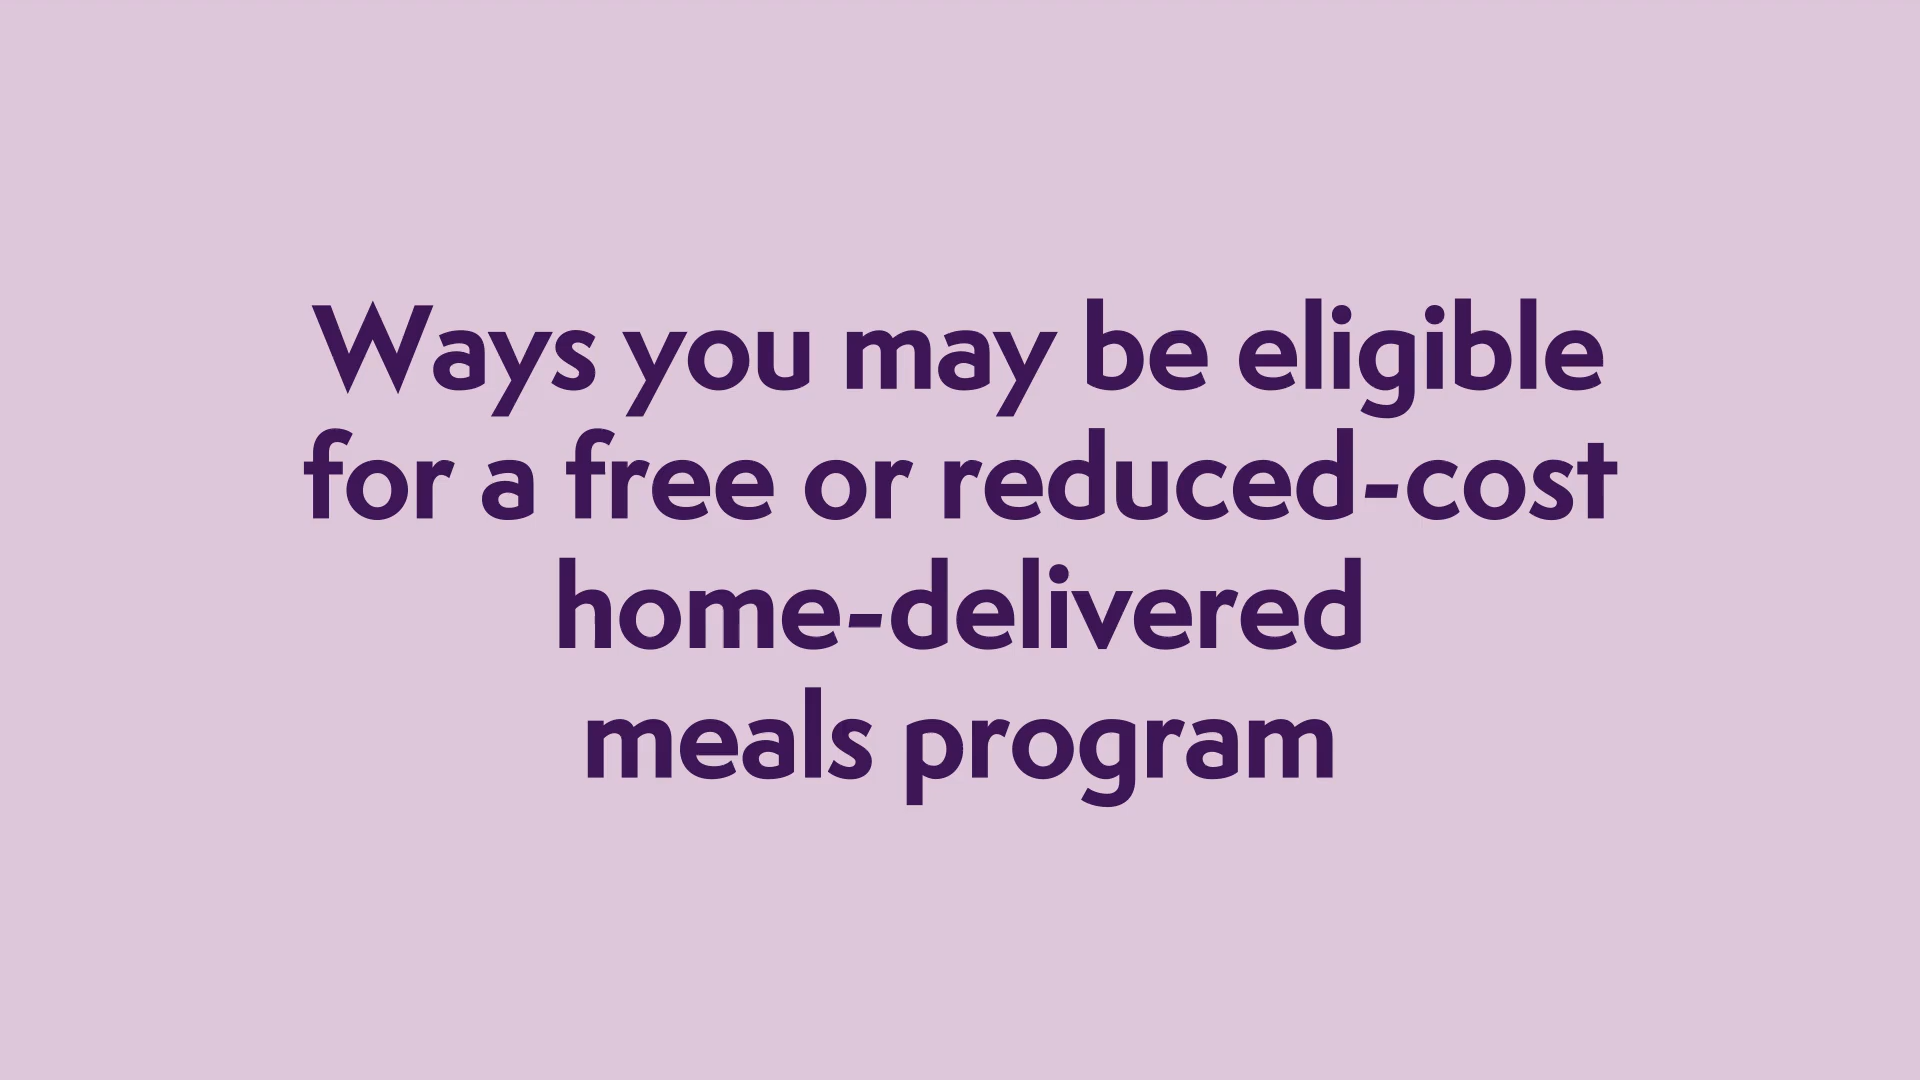 Ways you may be eligible
for a free or reduced-cost
home-delivered
meals program